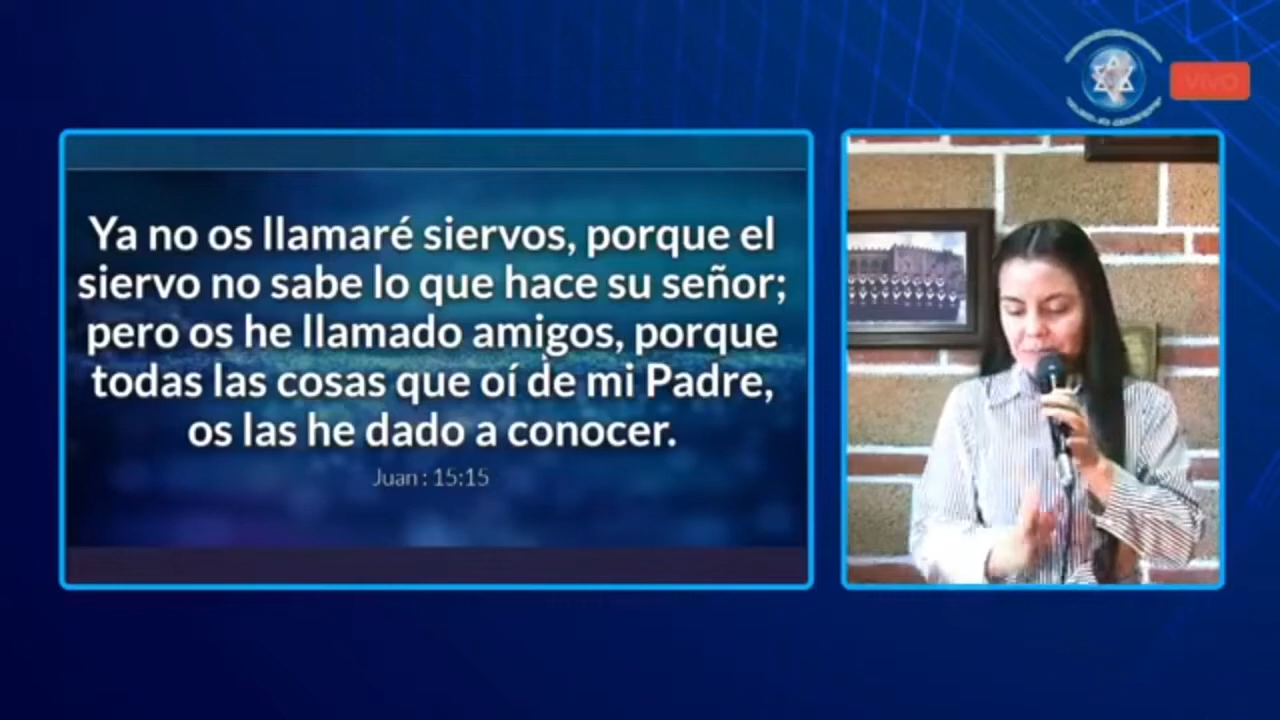 VIVO
Ya no os llamaré siervos, porque el
siervo no sabe lo que hace su señor;
pero os he llamado amigos, porque
todas las cosas que oí de mi Padre,
os las he dado a conocer.
Juan : 15:15